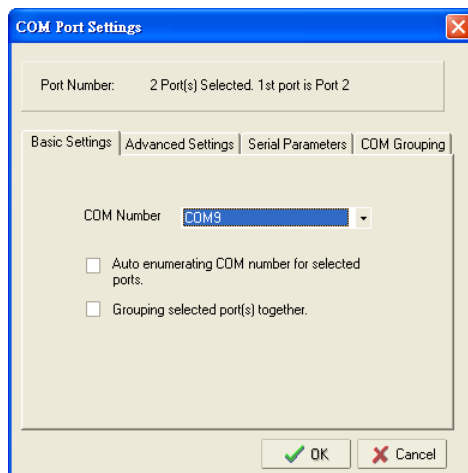 COM Port Settings
Port Number: 2 Port(s) Selected. 1st port is Port 2
Basic Settings Advanced Settings Serial Parameters COM Grouping
COM Number COM9
Auto enumerating COM number for selected
ports.
Grouping selected port(s) together.
OK Cancel